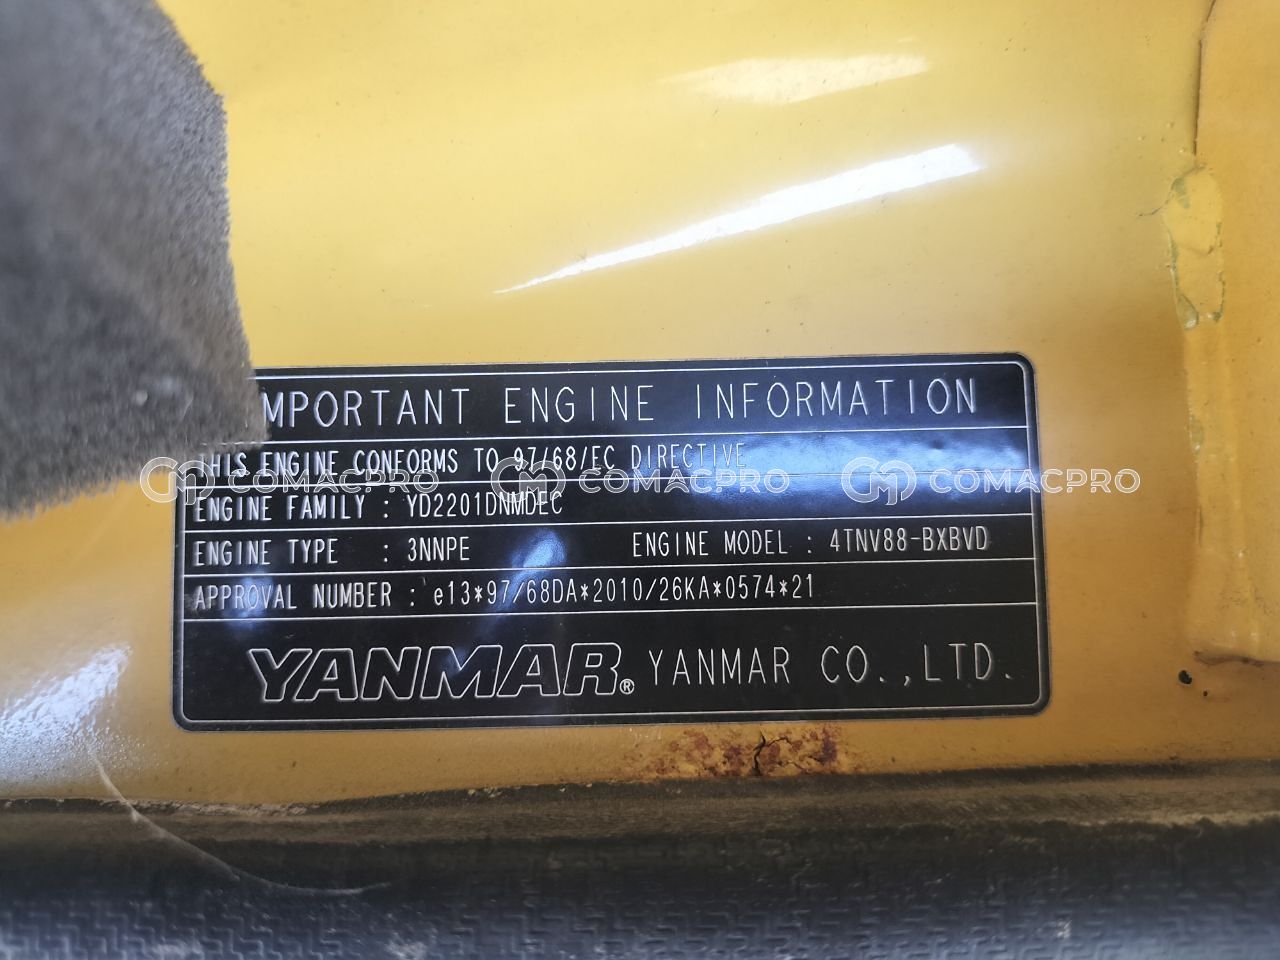 IMPORTANT ENGINE INFORMATION
THIS ENGINE CONFORMS TO 97/68/EC DIRECTIVE
COMACPRO COMACPRO COMACPRO
ENGINE FAMILY : YD2201DNMDEC
ENGINE TYPE : 3NNPE ENGINE MODEL : 4TNV88-BXBVD
APPROVAL NUMBER : e13*97/68DA*2010/26KA*0574*21
YANMAR® YANMAR CO.,LTD.